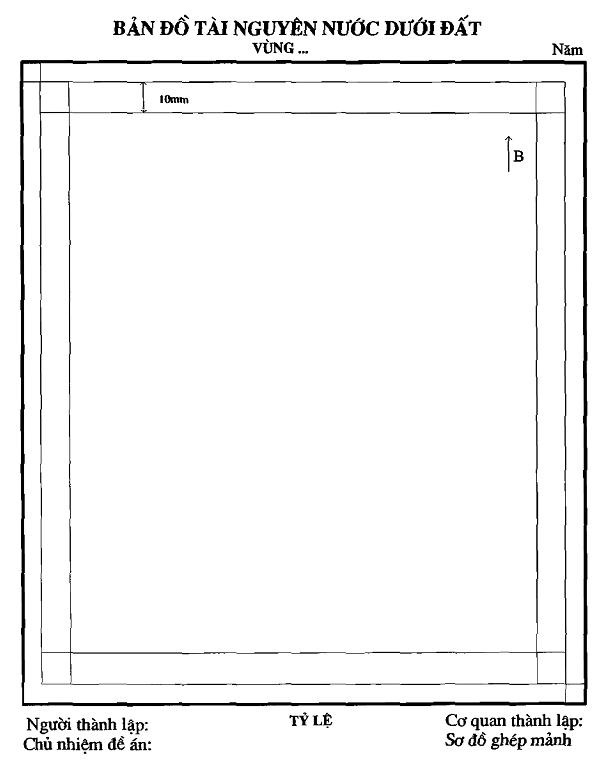 BẢN ĐỒ TÀI NGUYÊN NƯỚC DƯỚI ĐẤT
VÙNG ...
Năm
10mm
B
Người thành lập:
TỶ LỆ
Cơ quan thành lập:
Chủ nhiệm đề án:
Sơ đồ ghép mảnh